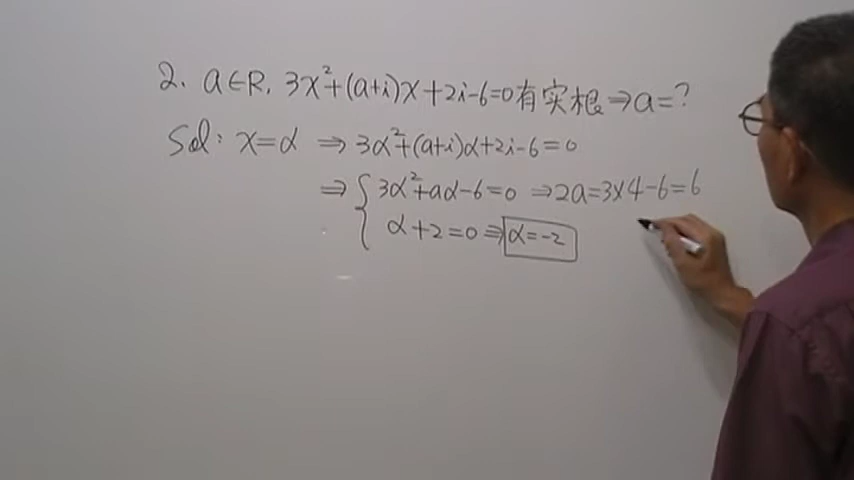 2. a∈R, 3x²+(a+i)x+2i-6=0有实根⇒a=?
Sol: x=α ⇒ 3α²+(a+i)α+2i-6=0
⇒ { 3α²+aα-6=0 ⇒2a=3×4-6=6
α+2=0⇒ α=-2